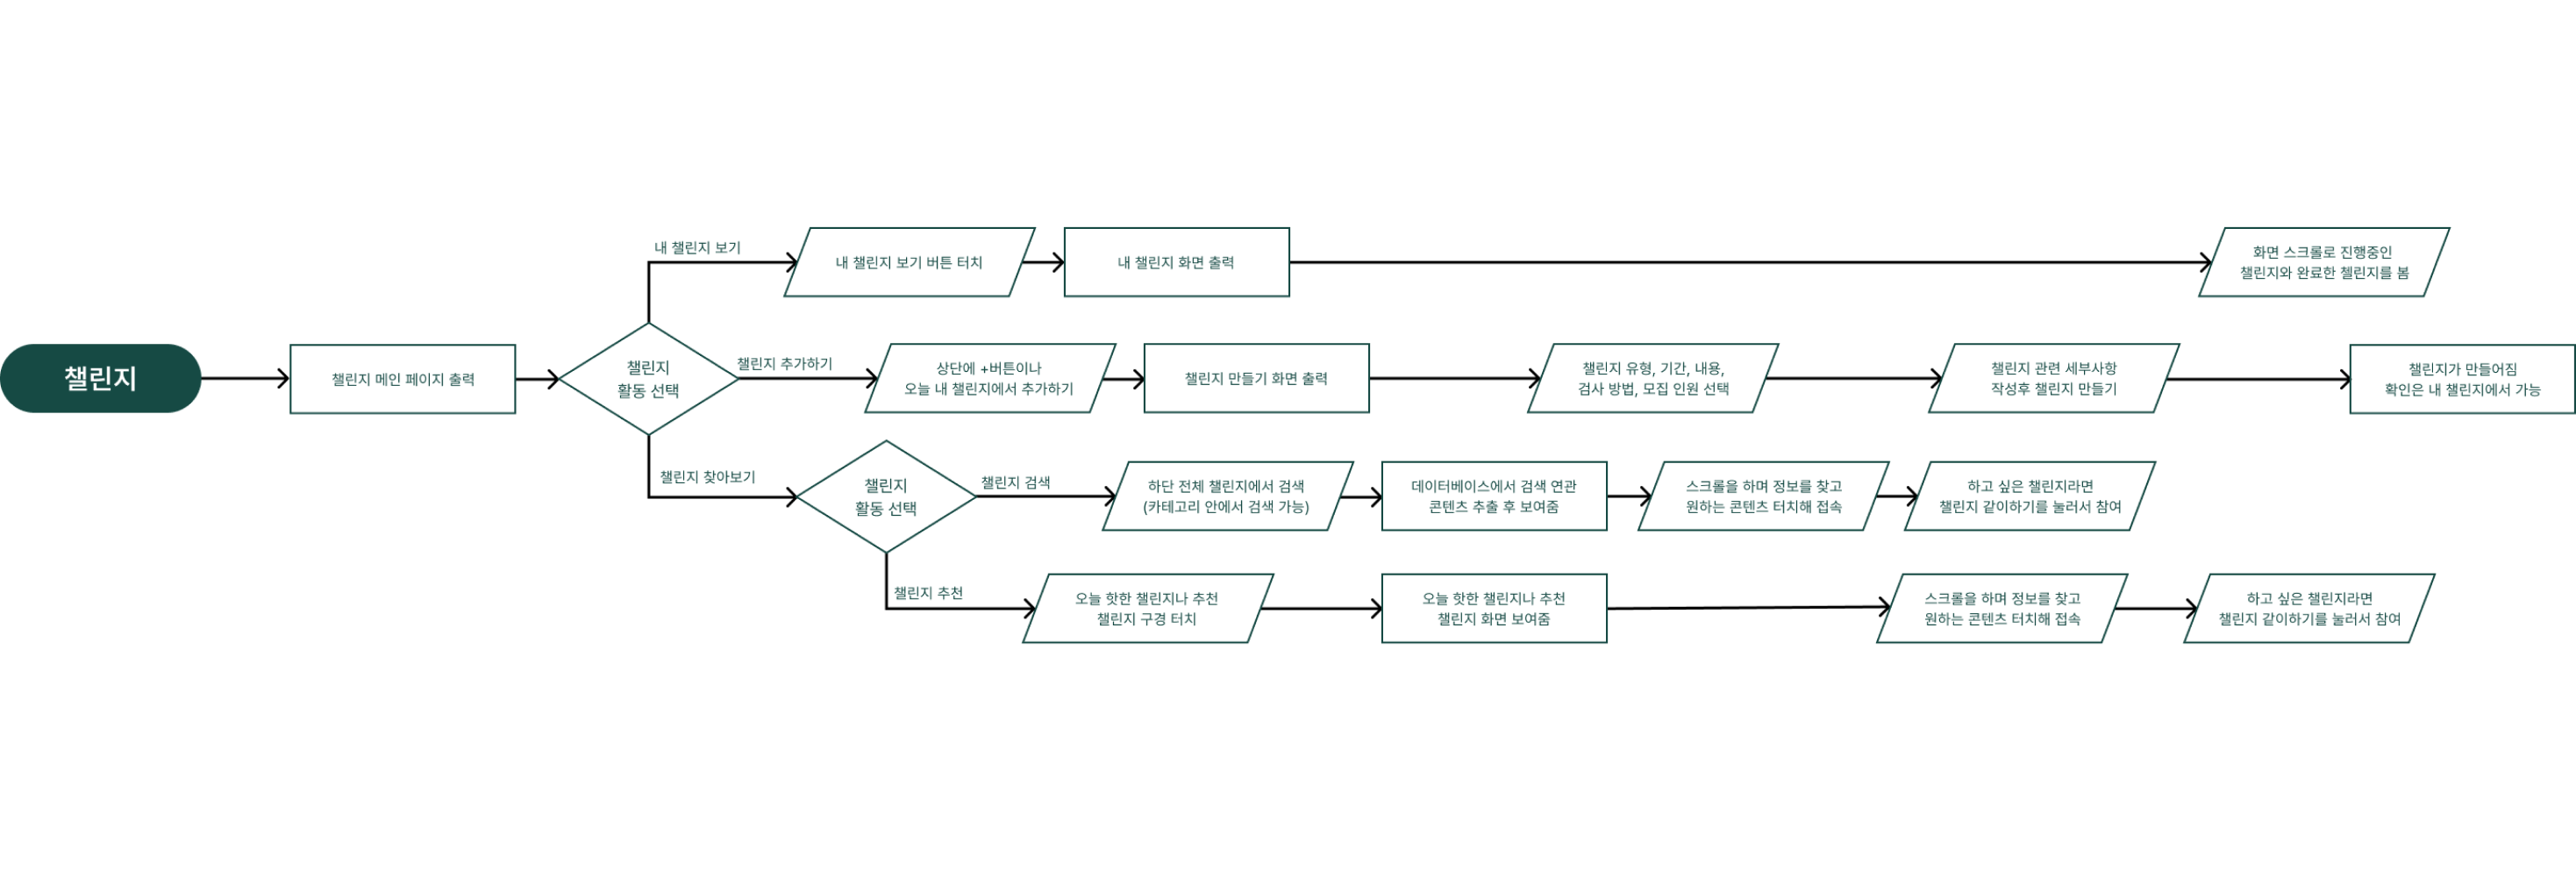 챌린지
챌린지 메인 페이지 출력
챌린지
활동 선택
내 챌린지 보기
내 챌린지 보기 버튼 터치
내 챌린지 화면 출력
화면 스크롤로 진행중인
챌린지와 완료한 첼린지를 봄
챌린지 추가하기
상단에 +버튼이나
오늘 내 챌린지에서 추가하기
챌린지 만들기 화면 출력
챌린지 유형, 기간, 내용,
검사 방법, 모집 인원 선택
챌린지 관련 세부사항
작성후 챌린지 만들기
챌린지가 만들어짐
확인은 내 챌린지에서 가능
챌린지 찾아보기
챌린지
활동 선택
챌린지 검색
하단 전체 챌린지에서 검색
(카테고리 안에서 검색 가능)
데이터베이스에서 검색 연관
콘텐츠 추출 후 보여줌
스크롤을 하며 정보를 찾고
원하는 콘텐츠 터치해 접속
하고 싶은 챌린지라면
챌린지 같이하기를 눌러서 참여
챌린지 추천
오늘 핫한 챌린지나 추천
챌린지 구경 터치
오늘 핫한 챌린지나 추천
챌린지 화면 보여줌
스크롤을 하며 정보를 찾고
원하는 콘텐츠 터치해 접속
하고 싶은 챌린지라면
챌린지 같이하기를 눌러서 참여